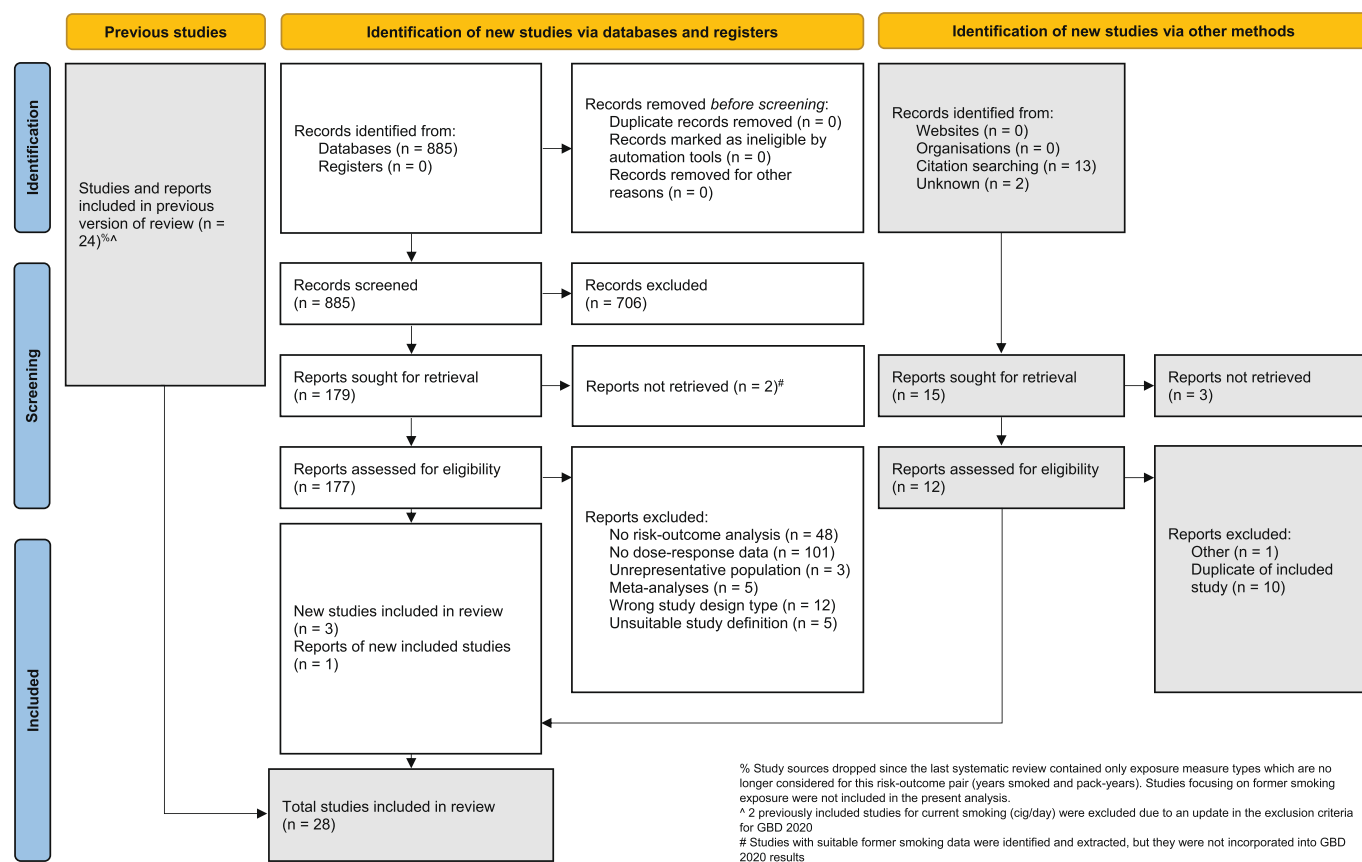 Previous studies
Identification of new studies via databases and registers
Identification of new studies via other methods
Identification
Studies and reports
included in previous
version of review (n =
24)%^
Records identified from:
Databases (n = 885)
Registers (n = 0)
Records removed before screening:
Duplicate records removed (n = 0)
Records marked as ineligible by
automation tools (n = 0)
Records removed for other
reasons (n = 0)
Records identified from:
Websites (n = 0)
Organisations (n = 0)
Citation searching (n = 13)
Unknown (n = 2)
Screening
Records screened
(n = 885)
Records excluded
(n = 706)
Reports sought for retrieval
(n = 179)
Reports not retrieved (n = 2)#
Reports sought for retrieval
(n = 15)
Reports not retrieved
(n = 3)
Reports assessed for eligibility
(n = 177)
Reports excluded:
No risk-outcome analysis (n = 48)
No dose-response data (n = 101)
Unrepresentative population (n = 3)
Meta-analyses (n = 5)
Wrong study design type (n = 12)
Unsuitable study definition (n = 5)
Reports assessed for eligibility
(n = 12)
Reports excluded:
Other (n = 1)
Duplicate of included
study (n = 10)
Included
New studies included in review
(n = 3)
Reports of new included studies
(n = 1)
Total studies included in review
(n = 28)
% Study sources dropped since the last systematic review contained only exposure measure types which are no
longer considered for this risk-outcome pair (years smoked and pack-years). Studies focusing on former smoking
exposure were not included in the present analysis.
^ 2 previously included studies for current smoking (cig/day) were excluded due to an update in the exclusion criteria
for GBD 2020
# Studies with suitable former smoking data were identified and extracted, but they were not incorporated into GBD
2020 results